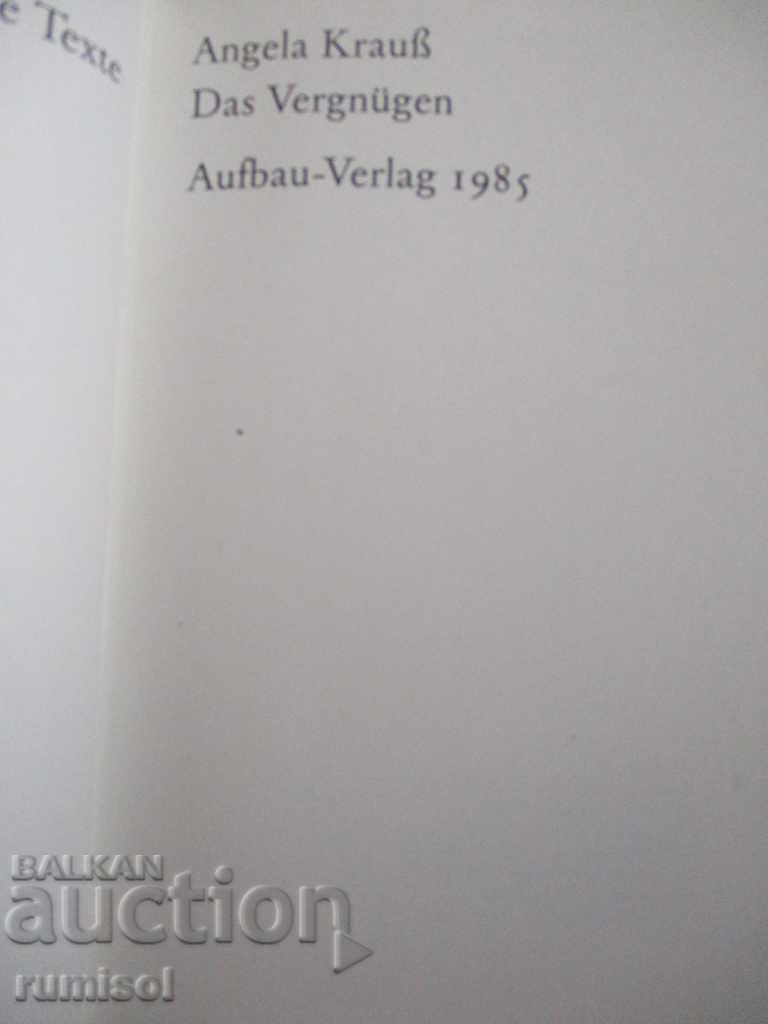 e Texte
Angela Krauß
Das Vergnügen
Aufbau-Verlag 1985
BALKAN
auction
rumisol